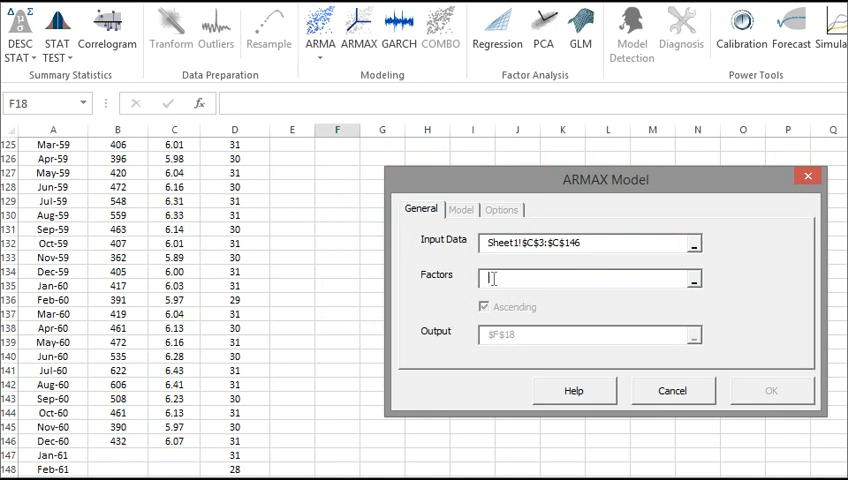 DESC STAT
STAT TEST
Correlogram
Tranform
Outliers
Resample
ARMA
ARMAX
GARCH
COMBO
Regression
PCA
GLM
Model Detection
Diagnosis
Calibration
Forecast
Simula
Summary Statistics
Data Preparation
Modeling
Factor Analysis
Power Tools
F18
fx
A B C D E F G H I J K L M N O P Q
125 Mar-59 406 6.01 31
126 Apr-59 396 5.98 30
127 May-59 420 6.04 31
128 Jun-59 472 6.16 30
129 Jul-59 548 6.31 31
130 Aug-59 559 6.33 31
131 Sep-59 463 6.14 30
132 Oct-59 407 6.01 31
133 Nov-59 362 5.89 30
134 Dec-59 405 6.00 31
135 Jan-60 417 6.03 31
136 Feb-60 391 5.97 29
137 Mar-60 419 6.04 31
138 Apr-60 461 6.13 30
139 May-60 472 6.16 31
140 Jun-60 535 6.28 30
141 Jul-60 622 6.43 31
142 Aug-60 606 6.41 31
143 Sep-60 508 6.23 30
144 Oct-60 461 6.13 31
145 Nov-60 390 5.97 30
146 Dec-60 432 6.07 31
147 Jan-61 31
148 Feb-61 28
ARMAX Model
General Model Options
Input Data Sheet1!$C$3:$C$146
Factors
Ascending
Output $F$18
Help Cancel OK